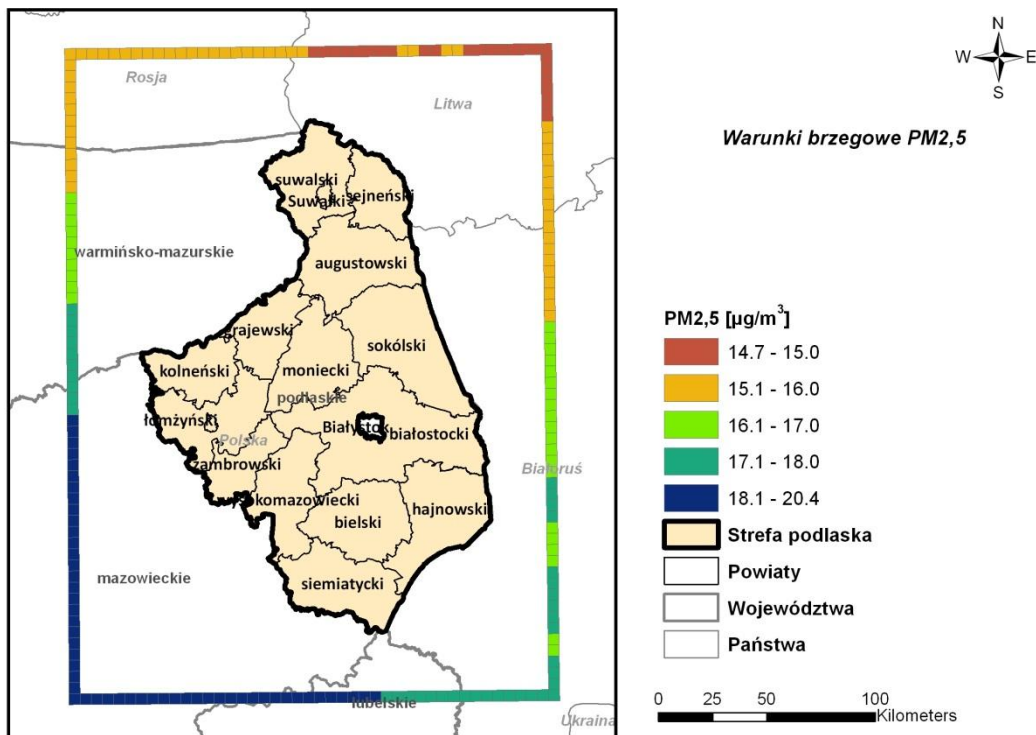 Rosja
Litwa
suwalski
Suwałki
sejneński
warmińsko-mazurskie
augustowski
grajewski
sokólski
kolneński
moniecki
podlaskie
łomżyński
Białystok
białostocki
Polska
zambrowski
Białoruś
wysokomazowiecki
hajnowski
bielski
mazowieckie
siemiatycki
lubelskie
Ukraina
N
W E
S
Warunki brzegowe PM2,5
PM2,5 [µg/m³]
14.7 - 15.0
15.1 - 16.0
16.1 - 17.0
17.1 - 18.0
18.1 - 20.4
Strefa podlaska
Powiaty
Województwa
Państwa
0 25 50 100
Kilometers